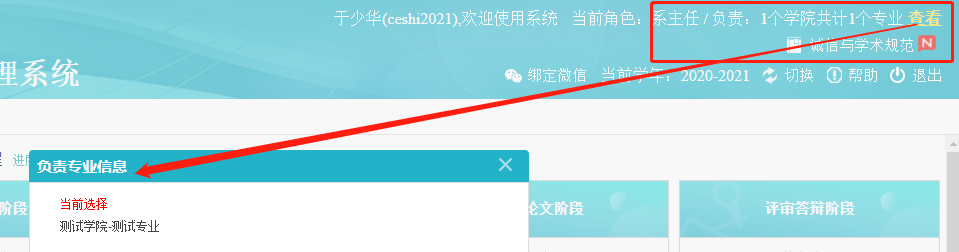 于少华(ceshi2021),欢迎使用系统 当前角色：系主任 / 负责：1个学院共计1个专业 查看
诚信与学术规范 N
理系统
绑定微信 当前学年：2020-2021 切换 帮助 退出
进度
负责专业信息
阶段
论文阶段
评审答辩阶段
当前选择
测试学院-测试专业